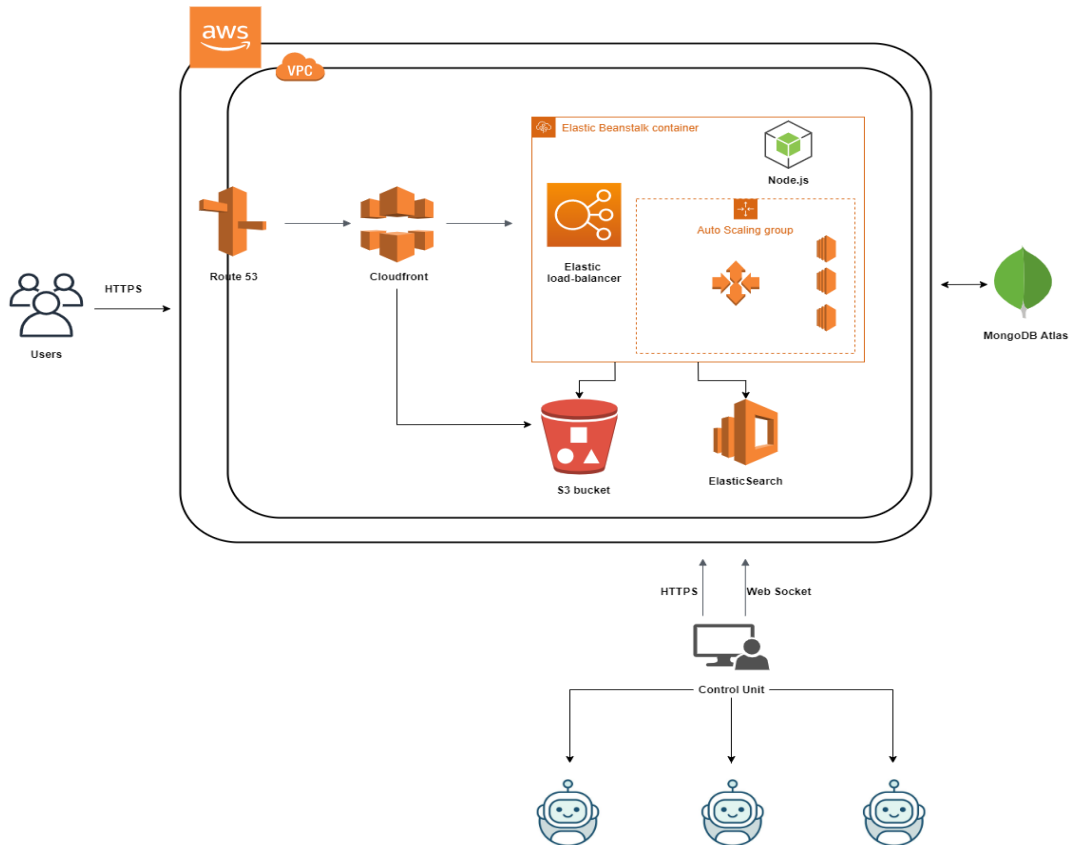 aws
VPC
Elastic Beanstalk container
Node.js
Auto Scaling group
Elastic
load-balancer
Route 53
Cloudfront
HTTPS
Users
MongoDB Atlas
S3 bucket
ElasticSearch
HTTPS
Web Socket
Control Unit